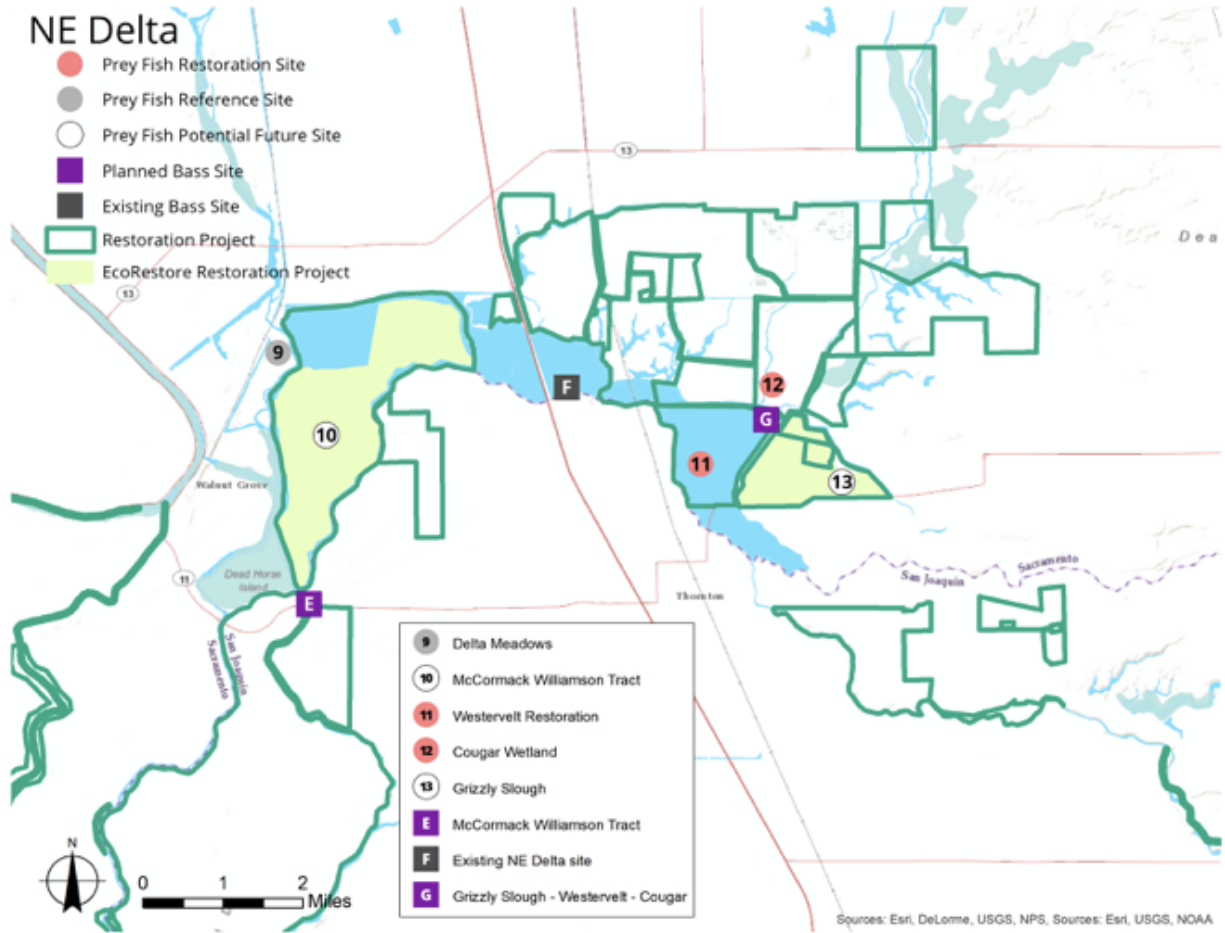 NE Delta
Prey Fish Restoration Site
Prey Fish Reference Site
Prey Fish Potential Future Site
Planned Bass Site
Existing Bass Site
Restoration Project
EcoRestore Restoration Project
13
13
Dea
9
12
F
G
10
11
13
Walnut Grove
Dead Horse
Island
11
E
San Joaquin
Sacramento
Thornton
San Joaquin
Sacramento
9 Delta Meadows
10 McCormack Williamson Tract
11 Westervelt Restoration
12 Cougar Wetland
13 Grizzly Slough
E McCormack Williamson Tract
F Existing NE Delta site
G Grizzly Slough - Westervelt - Cougar
N
0 1 2
Miles
Sources: Esri, DeLorme, USGS, NPS, Sources: Esri, USGS, NOAA